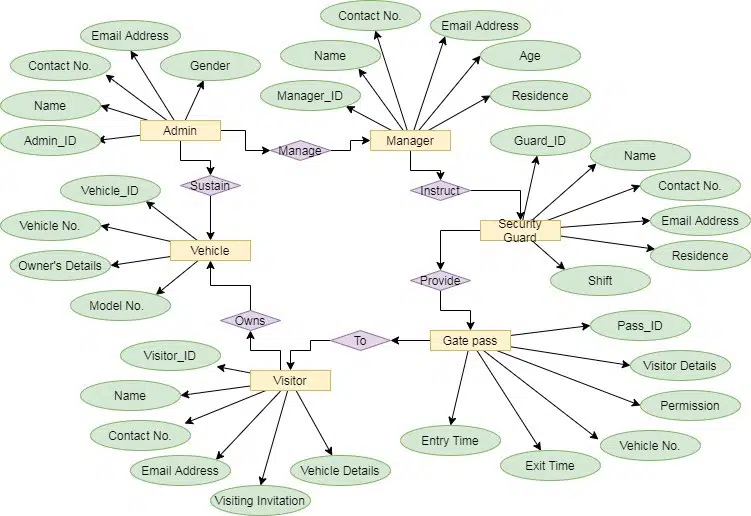 Contact No.
Email Address
Email Address
Name
Age
Contact No.
Gender
Manager_ID
Residence
Name
Admin
Manager
Guard_ID
Admin_ID
Manage
Name
Vehicle_ID
Sustain
Instruct
Contact No.
Vehicle No.
Security
Guard
Email Address
Owner's Details
Vehicle
Residence
Model No.
Provide
Shift
Owns
Pass_ID
Visitor_ID
To
Gate pass
Visitor Details
Name
Visitor
Permission
Contact No.
Entry Time
Vehicle No.
Email Address
Vehicle Details
Exit Time
Visiting Invitation